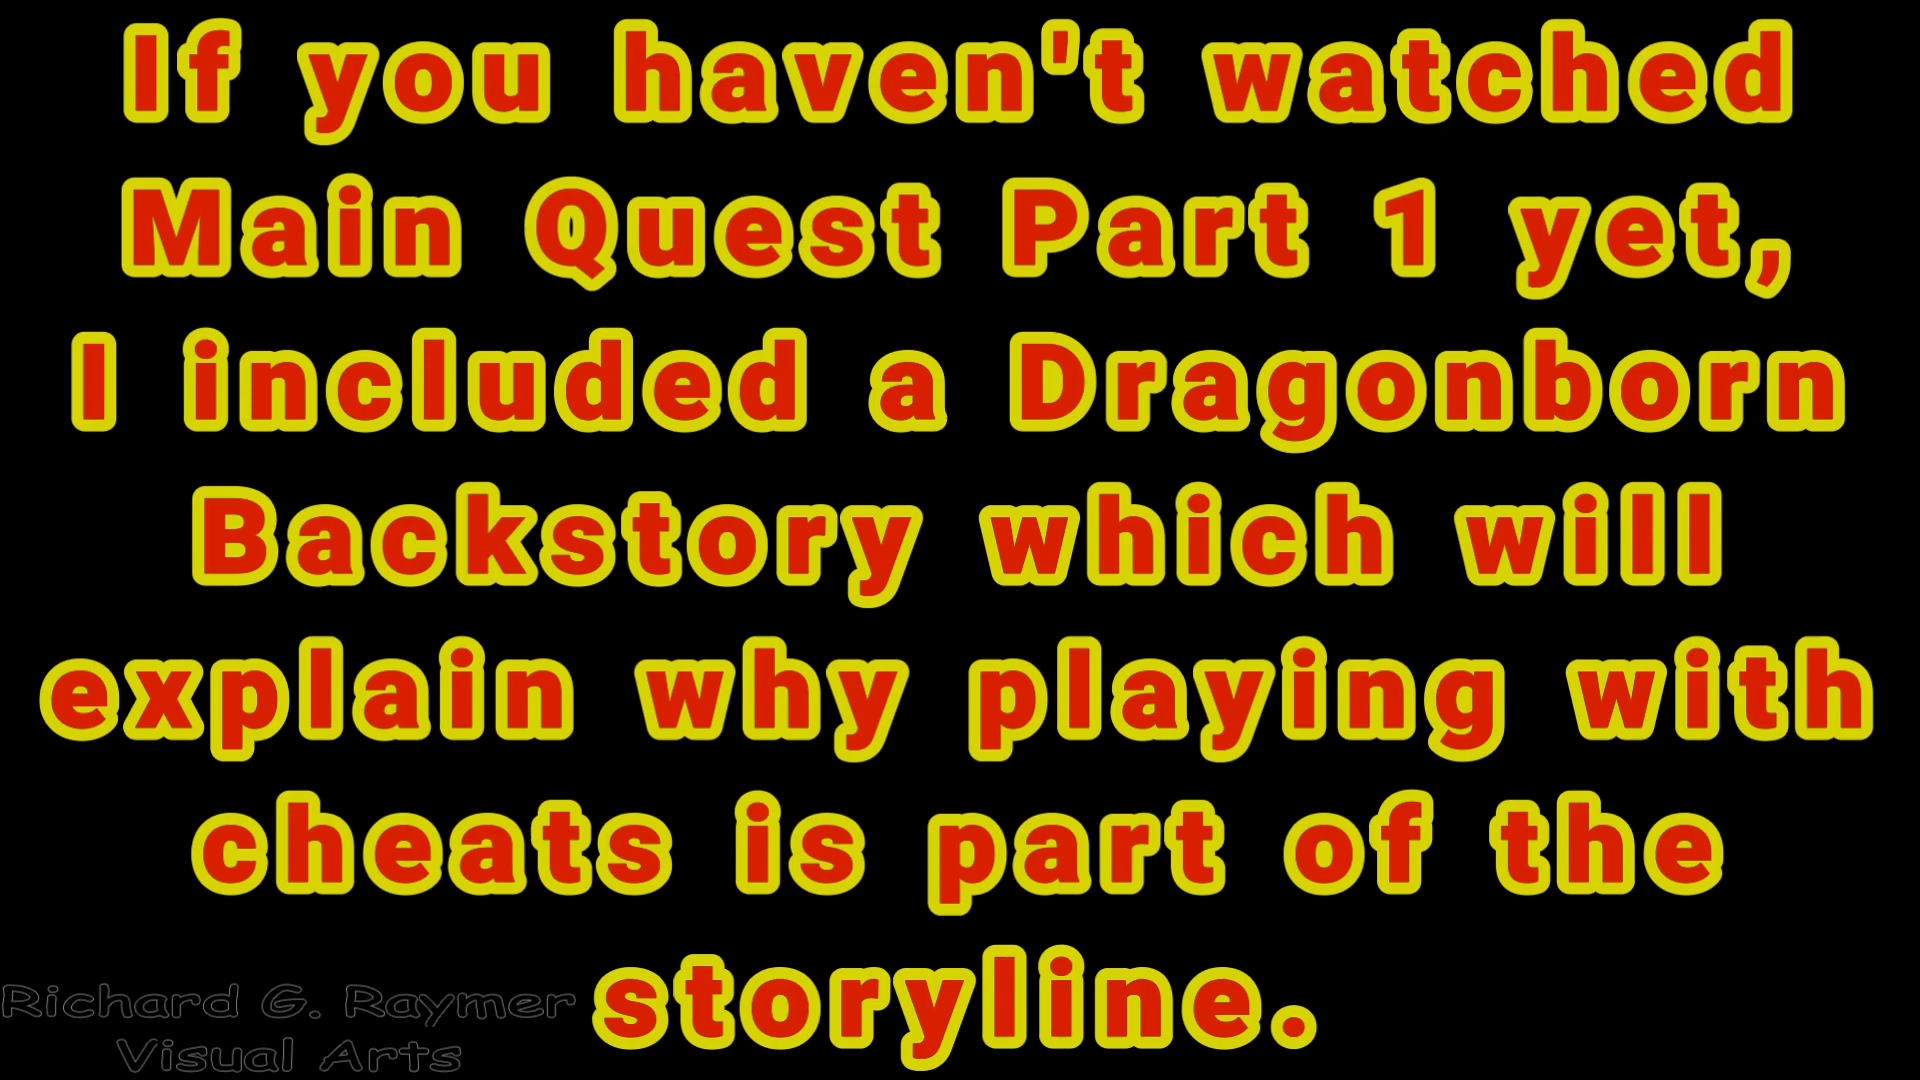 If you haven't watched
Main Quest Part 1 yet,
I included a Dragonborn
Backstory which will
explain why playing with
cheats is part of the
storyline.
Richard G. Raymer
Visual Arts